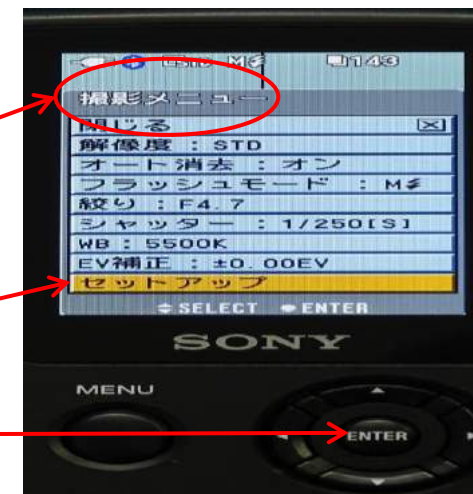 STD M 143
撮影メニュー
閉じる
解像度 : STD
オート消去 : オン
フラッシュモード : M
絞り : F4.7
シャッター : 1/250[S]
WB : 5500K
EV補正 : ±0.00EV
セットアップ
SELECT ENTER
SONY
MENU
ENTER